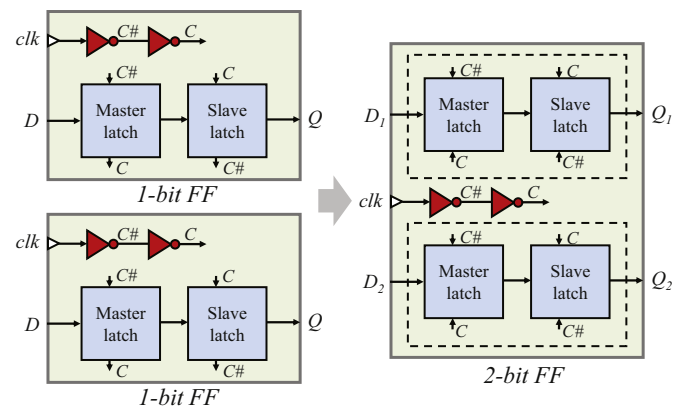 clk
C#
C
C#
C
D
Master
latch
Slave
latch
Q
C
C#
1-bit FF
clk
C#
C
C#
C
D
Master
latch
Slave
latch
Q
C
C#
1-bit FF
C#
C
D1
Master
latch
Slave
latch
Q1
C
C#
clk
C#
C
C#
C
D2
Master
latch
Slave
latch
Q2
C
C#
2-bit FF